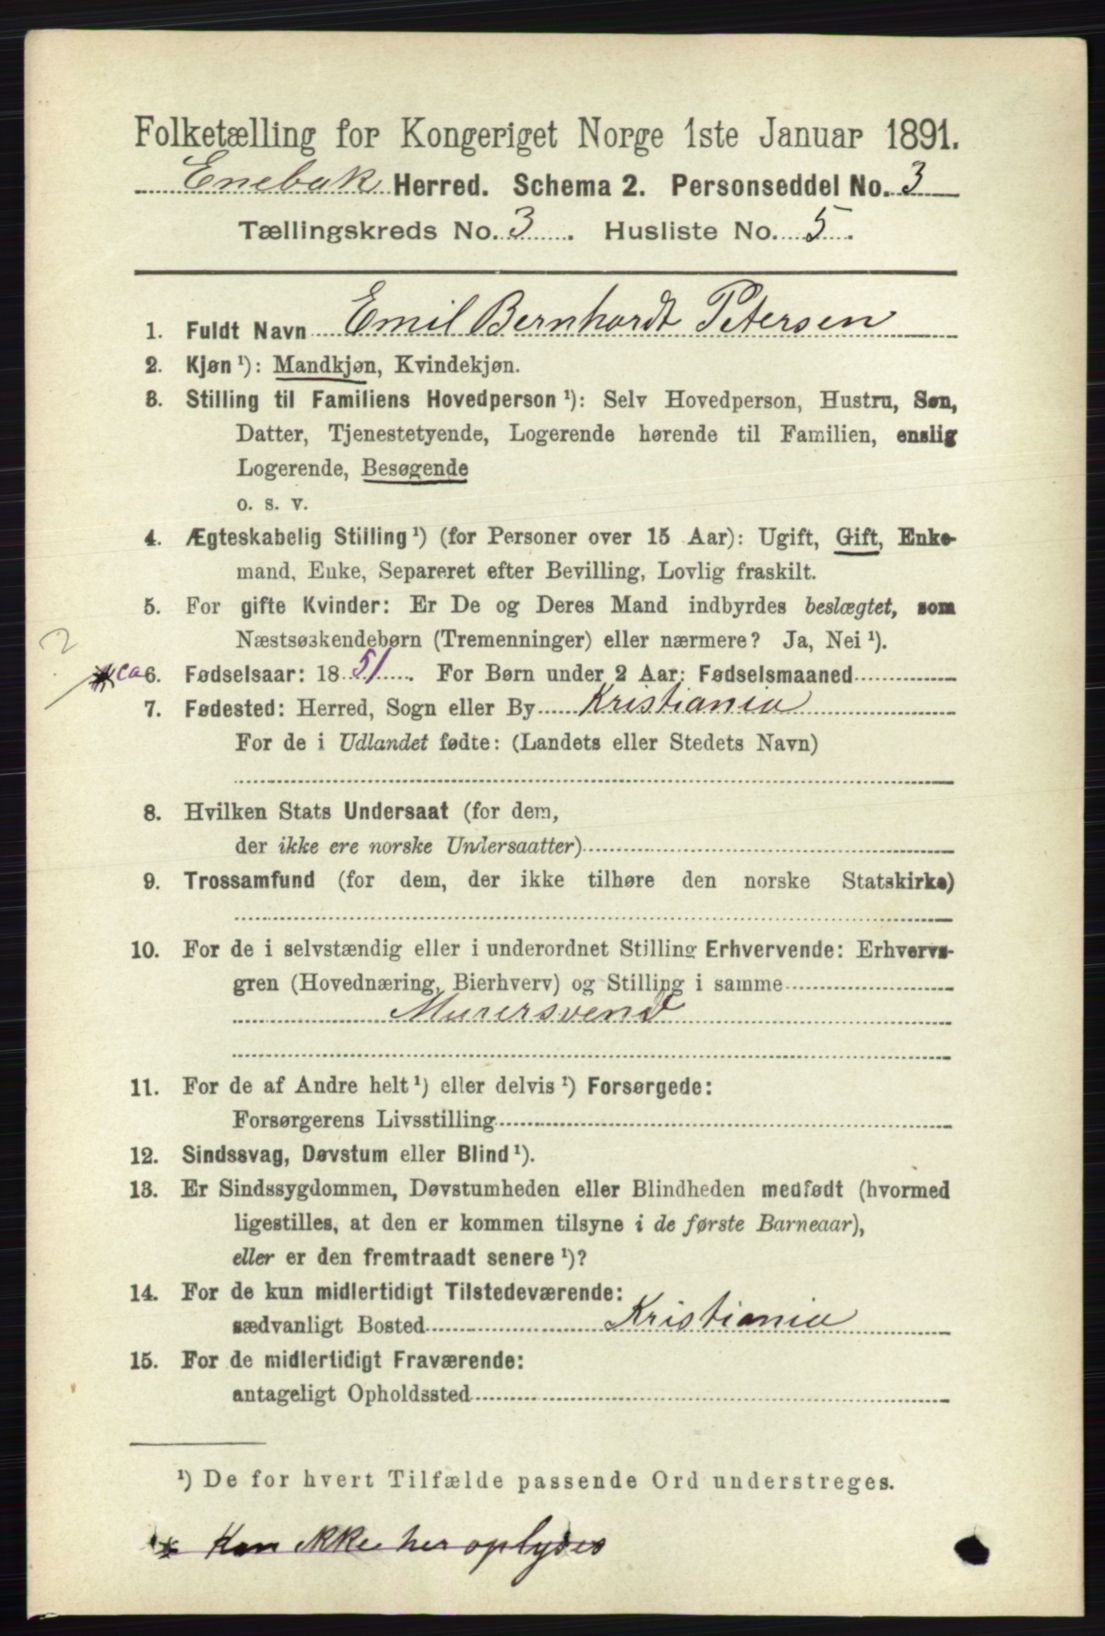 Folketælling for Kongeriget Norge 1ste Januar 1891.
Enebak Herred. Schema 2. Personseddel No. 3
Tællingskreds No. 3. Husliste No. 5.
1. Fuldt Navn Emil Bernhardt Petersen
2. Kjøn ¹): Mandkjøn, Kvindekjøn.
3. Stilling til Familiens Hovedperson ¹): Selv Hovedperson, Hustru, Søn,
Datter, Tjenestetyende, Logerende hørende til Familien, enslig
Logerende, Besøgende
o. s. v.
4. Ægteskabelig Stilling ¹) (for Personer over 15 Aar): Ugift, Gift, Enke-
mand, Enke, Separeret efter Bevilling, Lovlig fraskilt.
5. For gifte Kvinder: Er De og Deres Mand indbyrdes beslægtet, som
Næstsøskendebørn (Tremenninger) eller nærmere? Ja, Nei ¹).
2
* ca 6. Fødselsaar: 1851. For Børn under 2 Aar: Fødselsmaaned
7. Fødested: Herred, Sogn eller By Kristiania
For de i Udlandet fødte: (Landets eller Stedets Navn)
8. Hvilken Stats Undersaat (for dem,
der ikke ere norske Undersaatter)
9. Trossamfund (for dem, der ikke tilhøre den norske Statskirke)
10. For de i selvstændig eller i underordnet Stilling Erhvervende: Erhvervs-
gren (Hovednæring, Bierhverv) og Stilling i samme
Murersvend
11. For de af Andre helt ¹) eller delvis ¹) Forsørgede:
Forsørgerens Livsstilling
12. Sindssvag, Døvstum eller Blind ¹).
13. Er Sindssygdommen, Døvstumheden eller Blindheden medfødt (hvormed
ligestilles, at den er kommen tilsyne i de første Barneaar),
eller er den fremtraadt senere ¹)?
14. For de kun midlertidigt Tilstedeværende:
sædvanligt Bosted Kristiania
15. For de midlertidigt Fraværende:
antageligt Opholdssted
¹) De for hvert Tilfælde passende Ord understreges.
* Kan ikke her oplyses